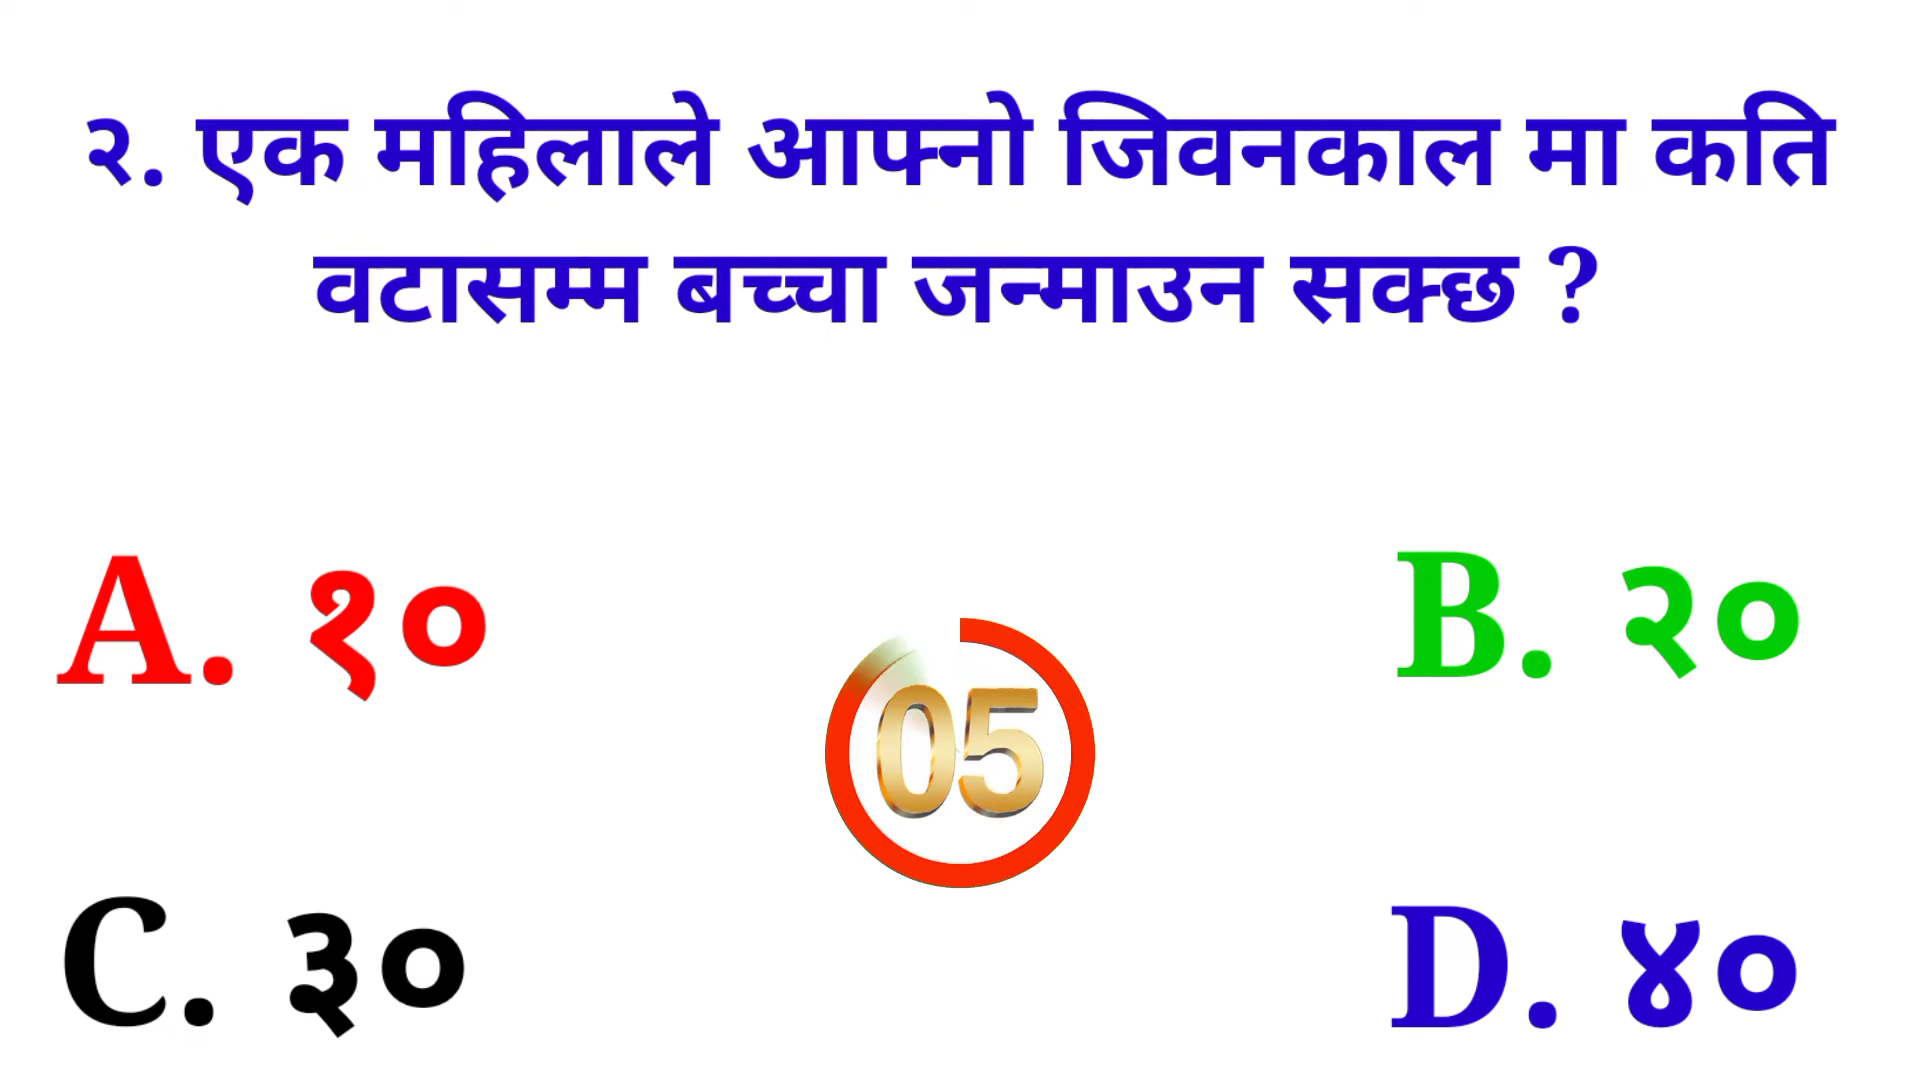 २. एक महिलाले आफ्नो जिवनकाल मा कति
वटासम्म बच्चा जन्माउन सक्छ ?
A. १०
B. २०
05
C. ३०
D. ४०